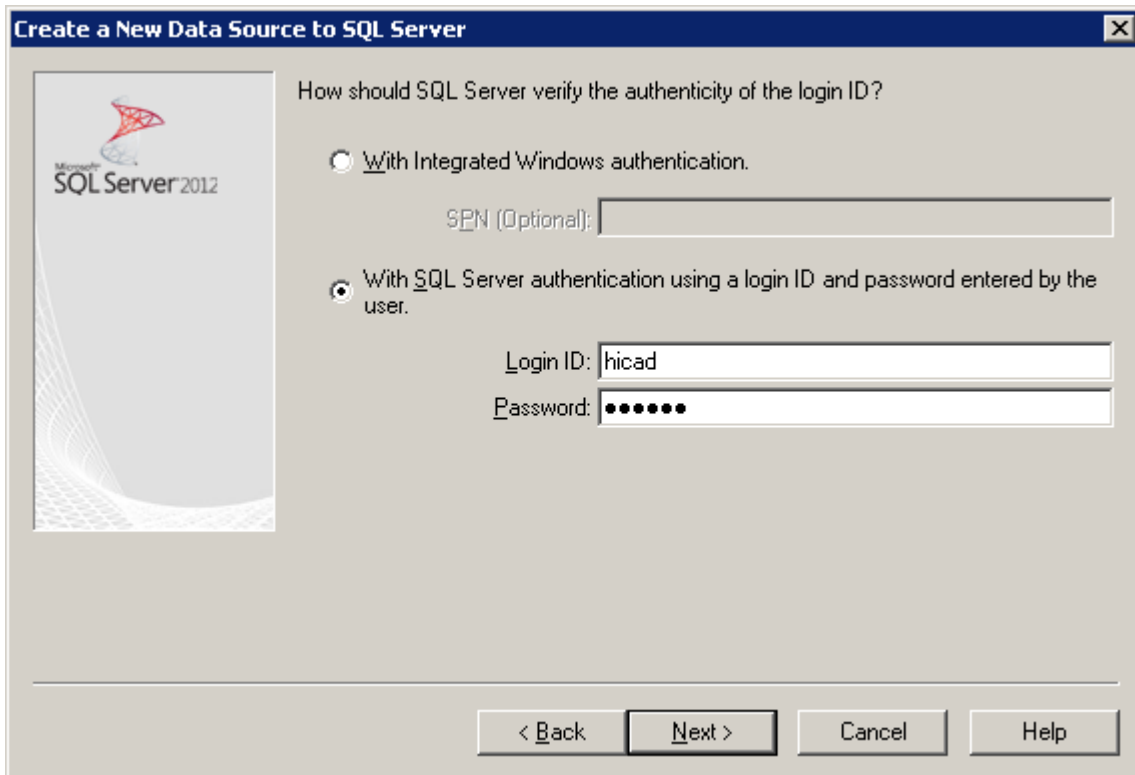 Create a New Data Source to SQL Server
Microsoft
SQL Server 2012
How should SQL Server verify the authenticity of the login ID?
With Integrated Windows authentication.
SPN (Optional):
With SQL Server authentication using a login ID and password entered by the
user.
Login ID: hicad
Password: ●●●●●●
< Back Next > Cancel Help